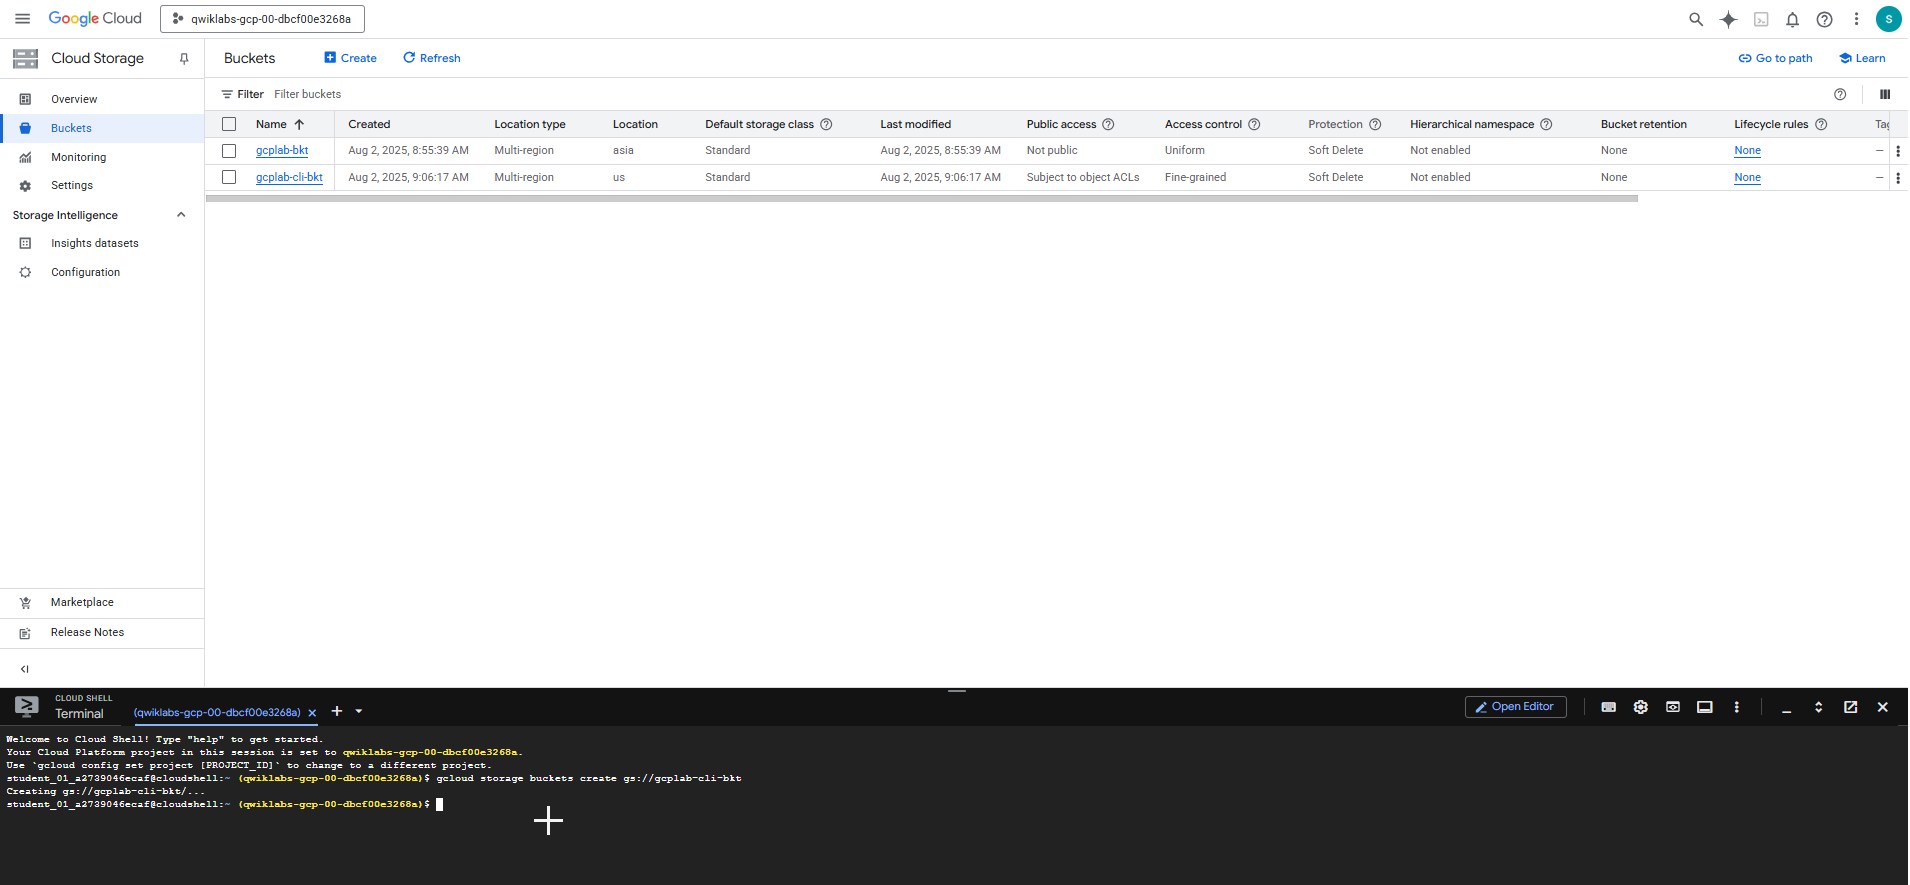 Google Cloud
qwiklabs-gcp-00-dbcf00e3268a
S
Cloud Storage
Buckets
Create
Refresh
Go to path
Learn
Overview
Buckets
Monitoring
Settings
Storage Intelligence
Insights datasets
Configuration
Marketplace
Release Notes
Filter Filter buckets
Name Created Location type Location Default storage class Last modified Public access Access control Protection Hierarchical namespace Bucket retention Lifecycle rules
gcplab-bkt Aug 2, 2025, 8:55:39 AM Multi-region asia Standard Aug 2, 2025, 8:55:39 AM Not public Uniform Soft Delete Not enabled None None –
gcplab-cli-bkt Aug 2, 2025, 9:06:17 AM Multi-region us Standard Aug 2, 2025, 9:06:17 AM Subject to object ACLs Fine-grained Soft Delete Not enabled None None –
CLOUD SHELL
Terminal
(qwiklabs-gcp-00-dbcf00e3268a)
Open Editor
Welcome to Cloud Shell! Type "help" to get started.
Your Cloud Platform project in this session is set to qwiklabs-gcp-00-dbcf00e3268a.
Use `gcloud config set project [PROJECT_ID]` to change to a different project.
student_01_a2739046ecaf@cloudshell:~ (qwiklabs-gcp-00-dbcf00e3268a)$ gcloud storage buckets create gs://gcplab-cli-bkt
Creating gs://gcplab-cli-bkt/...
student_01_a2739046ecaf@cloudshell:~ (qwiklabs-gcp-00-dbcf00e3268a)$